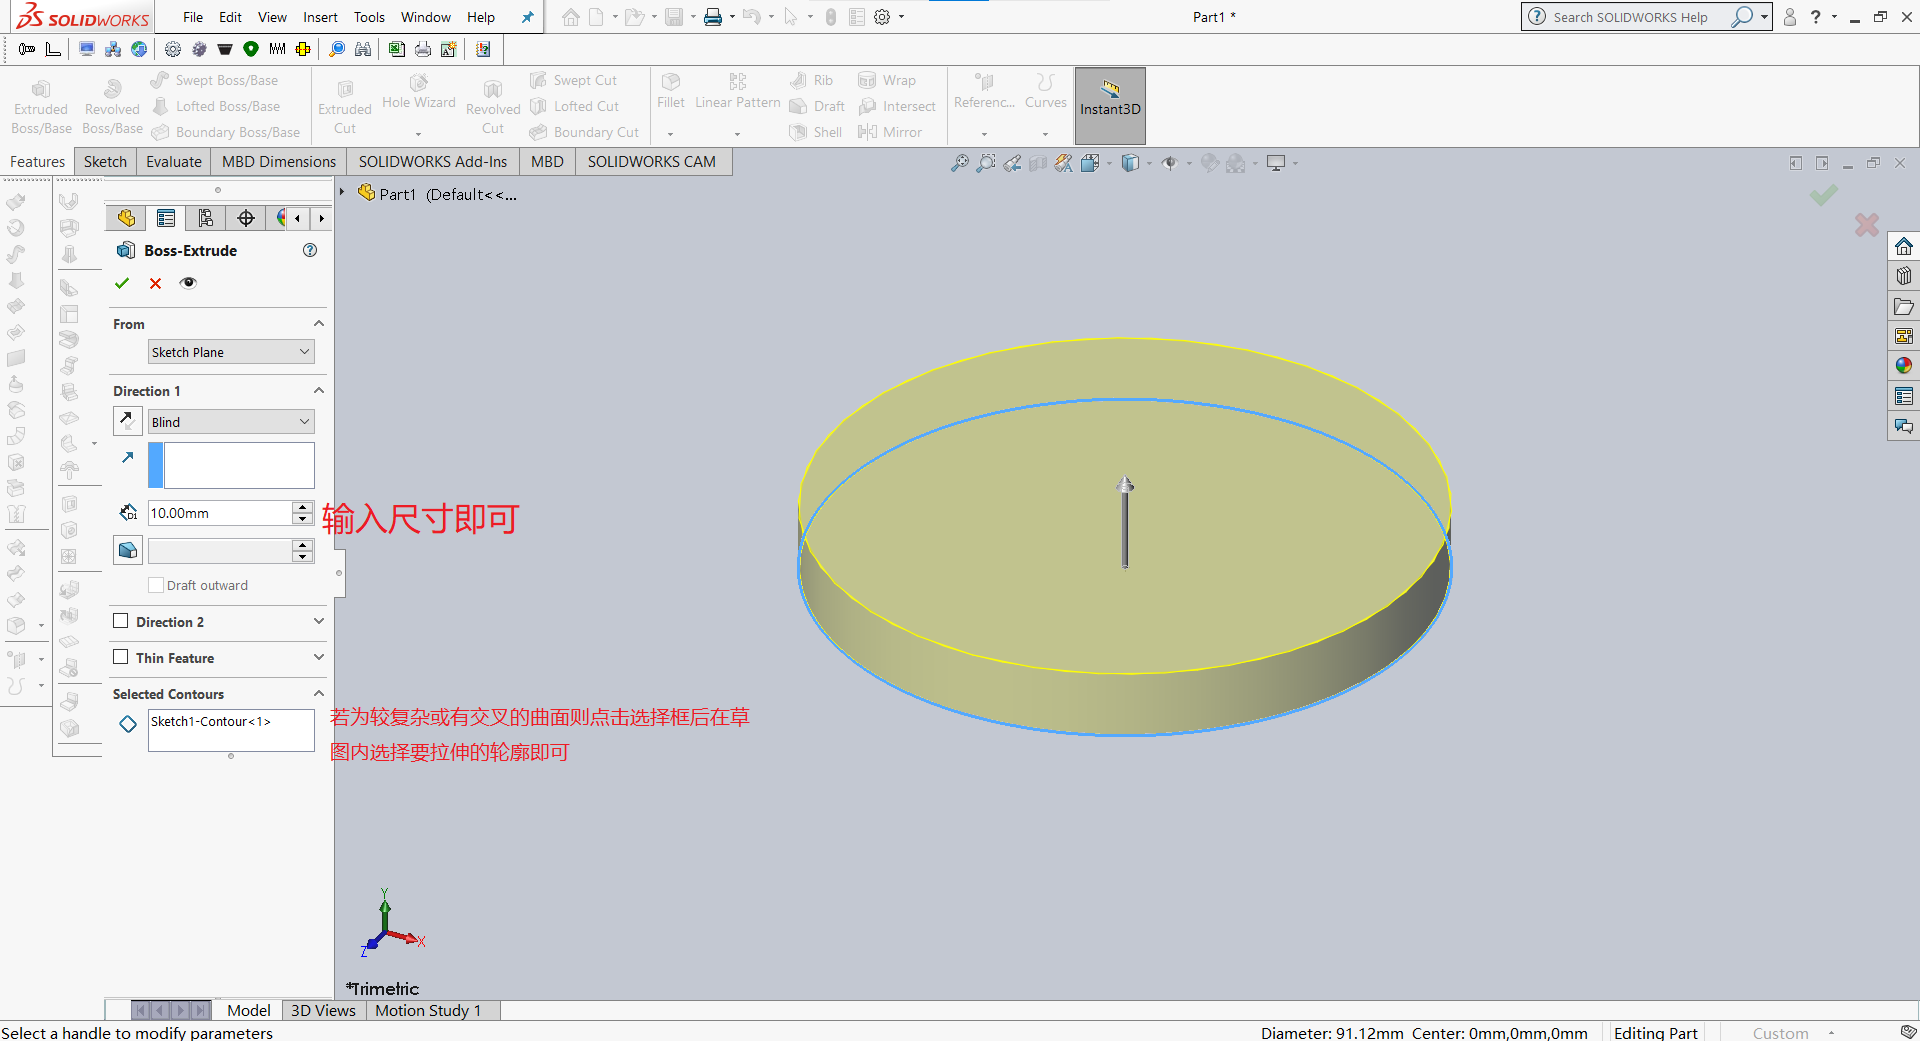 SOLIDWORKS File Edit View Insert Tools Window Help Part1 * Search SOLIDWORKS Help
Extruded Boss/Base
Revolved Boss/Base
Swept Boss/Base
Lofted Boss/Base
Boundary Boss/Base
Extruded Cut
Hole Wizard
Revolved Cut
Swept Cut
Lofted Cut
Boundary Cut
Fillet
Linear Pattern
Rib
Draft
Shell
Wrap
Intersect
Mirror
Referenc...
Curves
Instant3D
Features Sketch Evaluate MBD Dimensions SOLIDWORKS Add-Ins MBD SOLIDWORKS CAM
Part1 (Default<<...
Boss-Extrude
From
Sketch Plane
Direction 1
Blind
D1
10.00mm
输入尺寸即可
Draft outward
Direction 2
Thin Feature
Selected Contours
Sketch1-Contour<1>
若为较复杂或有交叉的曲面则点击选择框后在草
图内选择要拉伸的轮廓即可
Y
X
Z
*Trimetric
Model 3D Views Motion Study 1
Select a handle to modify parameters Diameter: 91.12mm Center: 0mm,0mm,0mm Editing Part Custom